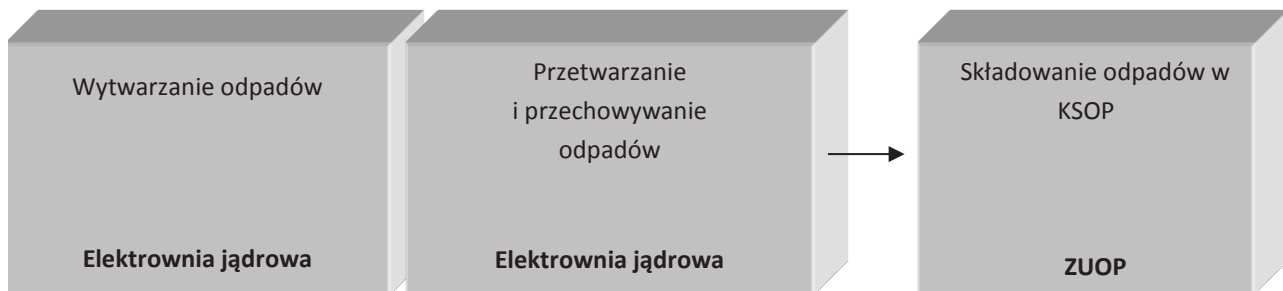 Wytwarzanie odpadów
Elektrownia jądrowa
Przetwarzanie
i przechowywanie
odpadów
Elektrownia jądrowa
Składowanie odpadów w
KSOP
ZUOP